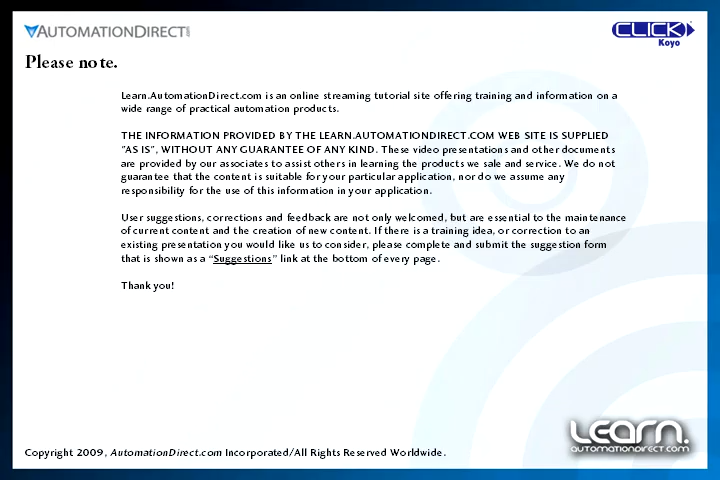 AUTOMATIONDIRECT
CLICK
Koyo
Please note.
Learn.AutomationDirect.com is an online streaming tutorial site offering training and information on a
wide range of practical automation products.
THE INFORMATION PROVIDED BY THE LEARN.AUTOMATIONDIRECT.COM WEB SITE IS SUPPLIED
"AS IS", WITHOUT ANY GUARANTEE OF ANY KIND. These video presentations and other documents
are provided by our associates to assist others in learning the products we sale and service. We do not
guarantee that the content is suitable for your particular application, nor do we assume any
responsibility for the use of this information in your application.
User suggestions, corrections and feedback are not only welcomed, but are essential to the maintenance
of current content and the creation of new content. If there is a training idea, or correction to an
existing presentation you would like us to consider, please complete and submit the suggestion form
that is shown as a “Suggestions” link at the bottom of every page.
Thank you!
Learn.
automationdirect.com
Copyright 2009, AutomationDirect.com Incorporated/All Rights Reserved Worldwide.